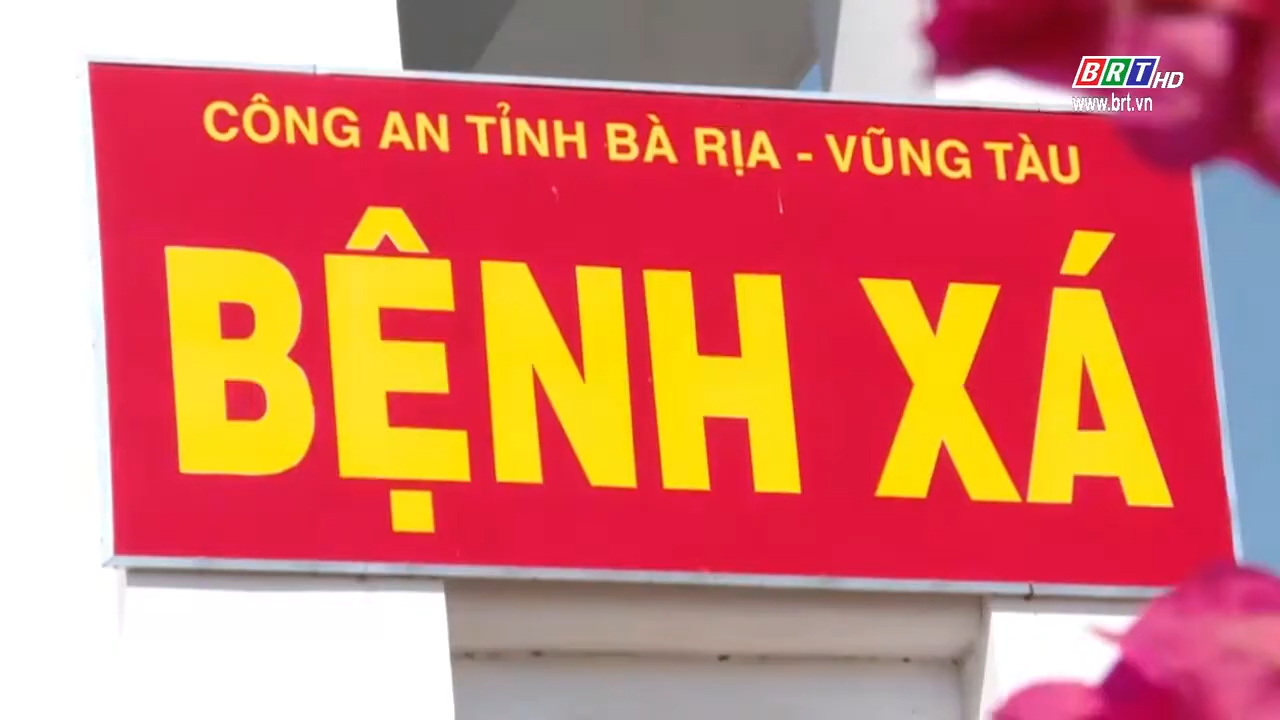 BRT HD
www.brt.vn
CÔNG AN TỈNH BÀ RỊA - VŨNG TÀU
BỆNH XÁ